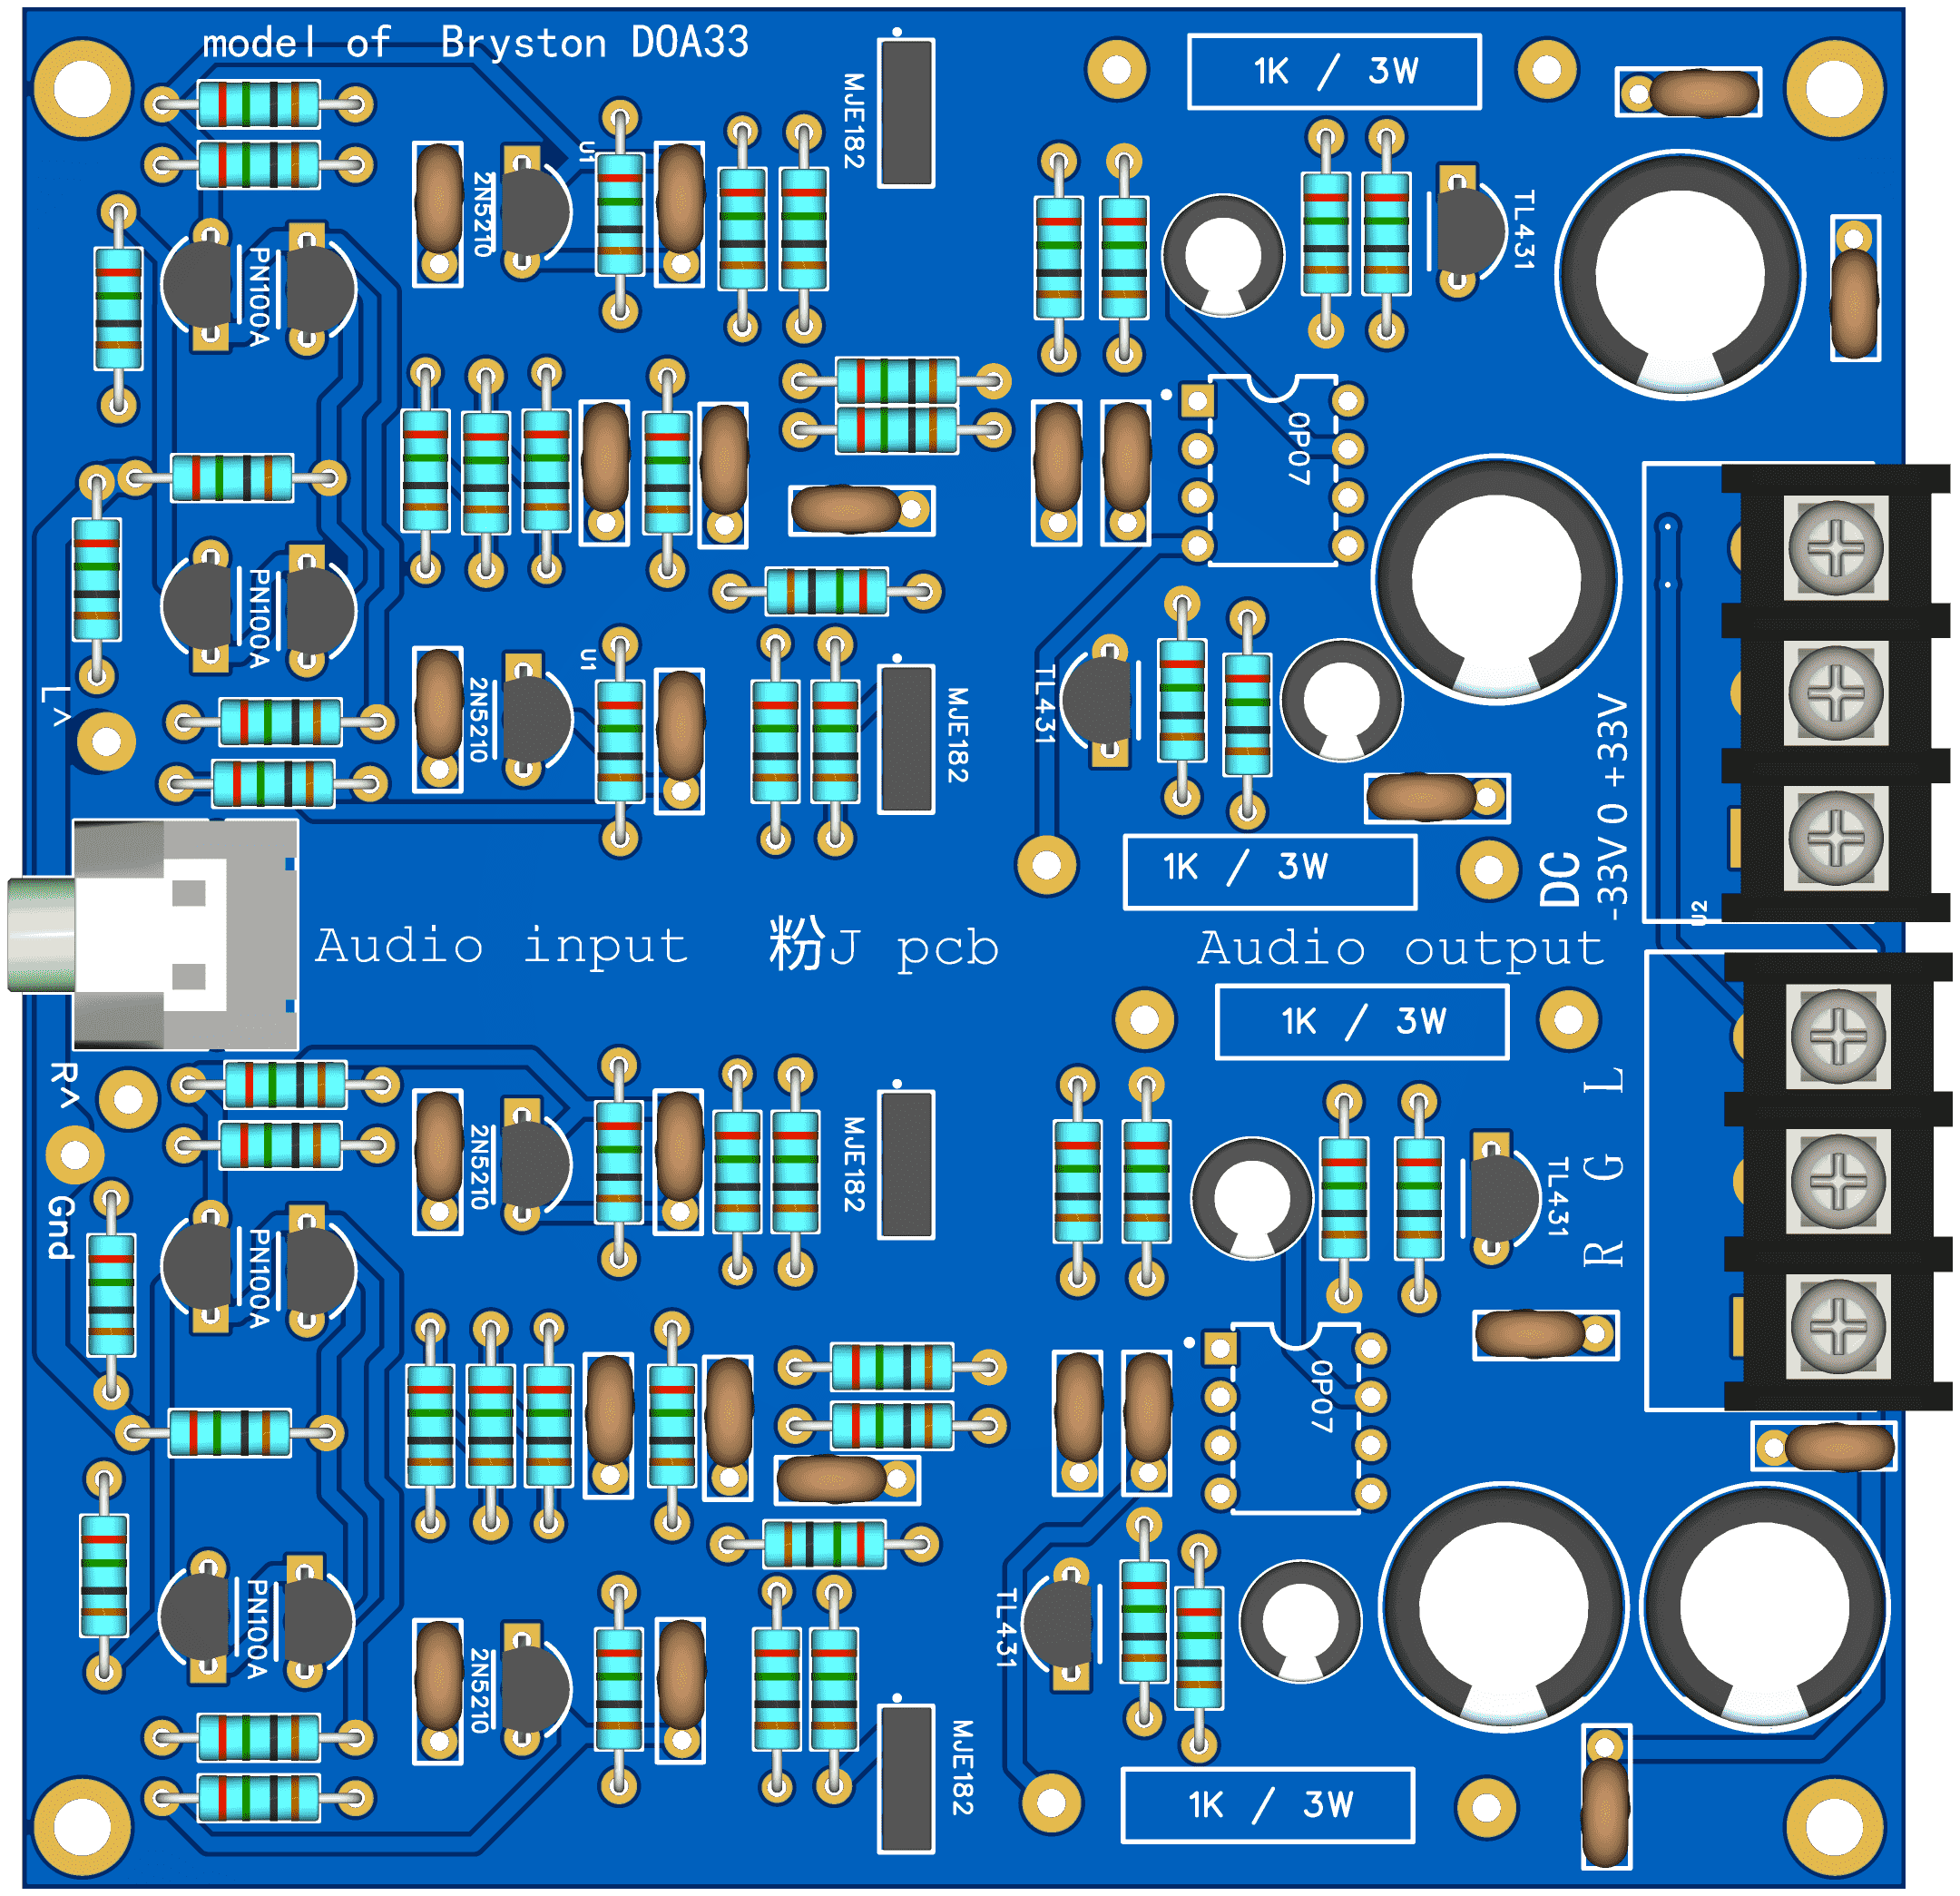 model of Bryston DOA33
1K / 3W
MJE182
U1
2N5210
TL431
PN100A
OP07
PN100A
U1
2N5210
MJE182
TL431
L^
-33V 0 +33V
DC
1K / 3W
U2
Audio input
粉J pcb
Audio output
1K / 3W
R^
Gnd
2N5210
MJE182
TL431
R G L
PN100A
OP07
PN100A
2N5210
TL431
MJE182
1K / 3W